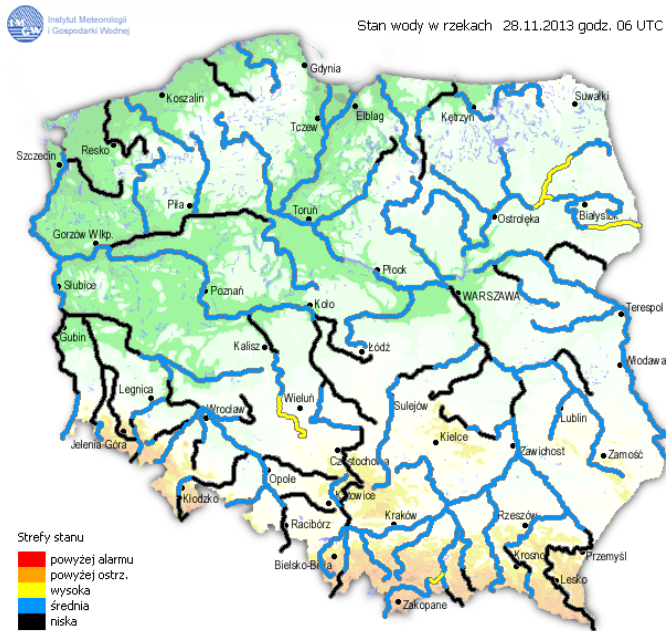 Instytut Meteorologii
i Gospodarki Wodnej
Stan wody w rzekach 28.11.2013 godz. 06 UTC
Gdynia
Koszalin
Suwałki
Tczew
Elbląg
Kętrzyn
Resko
Szczecin
Piła
Toruń
Ostrołęka
Białystok
Gorzów Wlkp.
Płock
Słubice
Poznań
Koło
WARSZAWA
Terespol
Gubin
Kalisz
Łódź
Włodawa
Legnica
Wrocław
Wieluń
Sulejów
Lublin
Jelenia Góra
Kielce
Zawichost
Zamość
Częstochowa
Opole
Kłodzko
Katowice
Racibórz
Kraków
Rzeszów
Bielsko-Biała
Krosno
Przemyśl
Lesko
Zakopane
Strefy stanu
powyżej alarmu
powyżej ostrz.
wysoka
średnia
niska